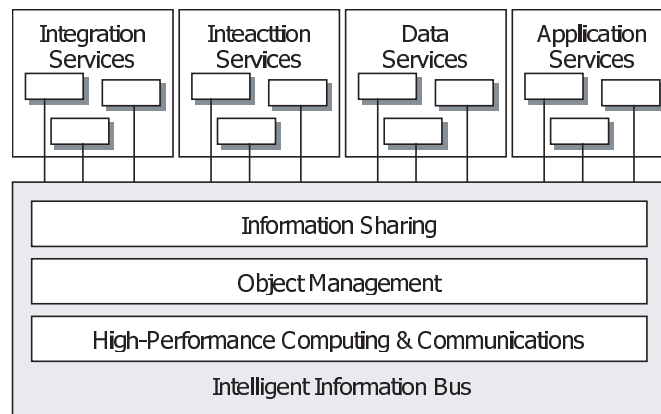 Integration
Services
Inteacttion
Services
Data
Services
Application
Services
Information Sharing
Object Management
High-Performance Computing & Communications
Intelligent Information Bus